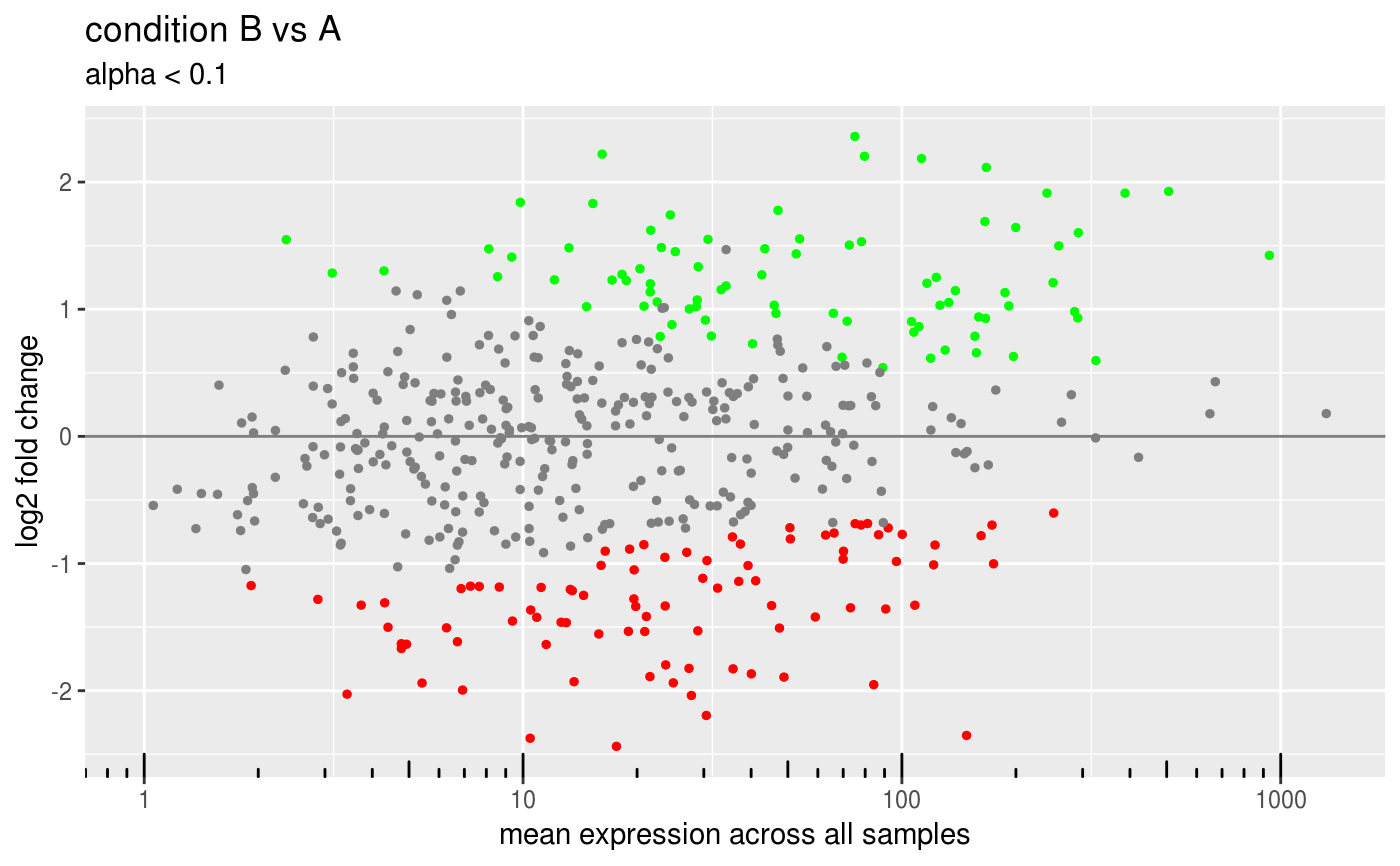 condition B vs A
alpha < 0.1
log2 fold change
2
1
0
-1
-2
1 10 100 1000
mean expression across all samples